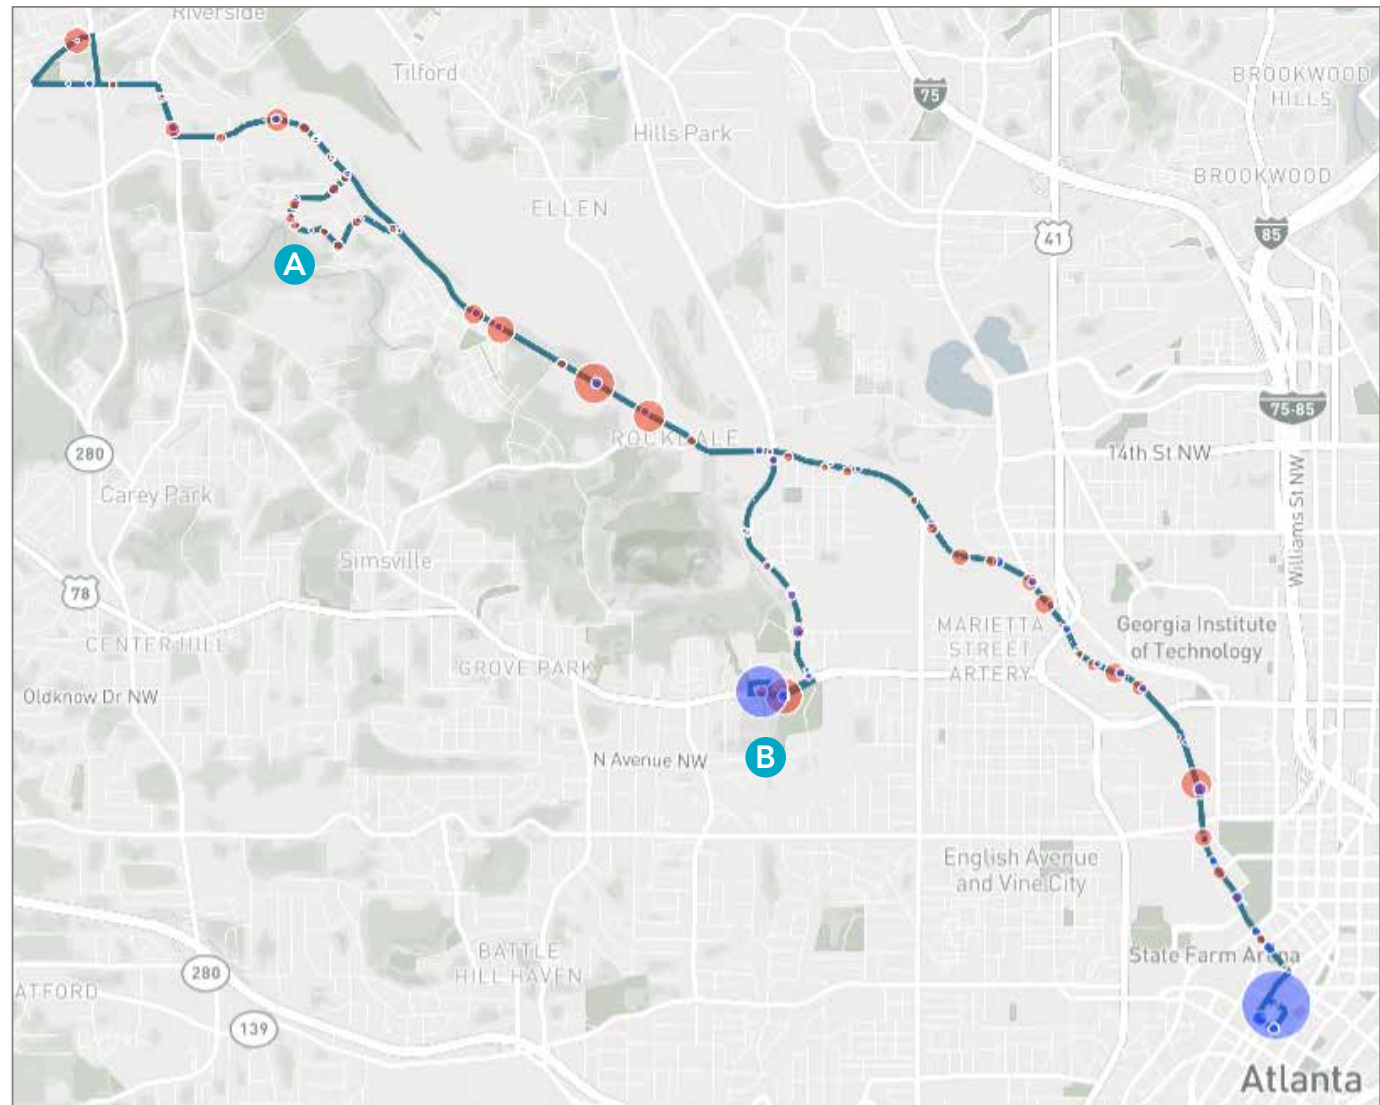 Riverside
Tilford
75
BROOKWOOD
HILLS
Hills Park
BROOKWOOD
ELLEN
41
85
A
75-85
ROCKDALE
14th St NW
280
Carey Park
Williams St NW
Simsville
78
MARIETTA
STREET
ARTERY
Georgia Institute
of Technology
CENTER HILL
GROVE PARK
Oldknow Dr NW
B
N Avenue NW
English Avenue
and Vine City
BATTLE
HILL HAVEN
State Farm Arena
280
ATFORD
139
Atlanta